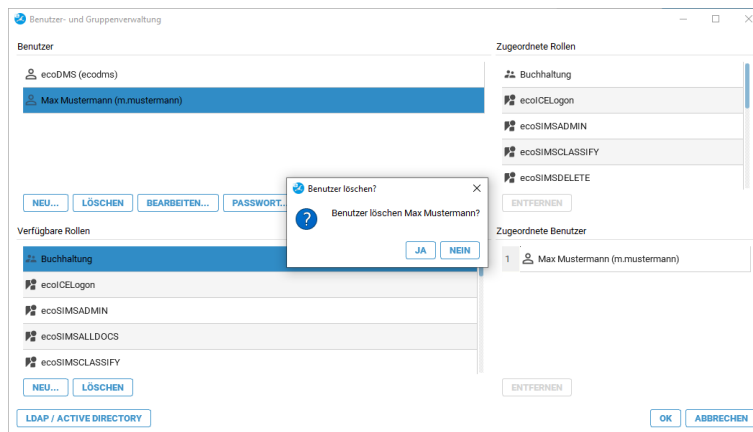 Benutzer- und Gruppenverwaltung
Benutzer
ecoDMS (ecodms)
Max Mustermann (m.mustermann)
NEU...
LÖSCHEN
BEARBEITEN...
PASSWORT...
Zugeordnete Rollen
Buchhaltung
ecoICELogon
ecoSIMSADMIN
ecoSIMSCLASSIFY
ecoSIMSDELETE
ENTFERNEN
Benutzer löschen?
Benutzer löschen Max Mustermann?
JA
NEIN
Verfügbare Rollen
Buchhaltung
ecoICELogon
ecoSIMSADMIN
ecoSIMSALLDOCS
ecoSIMSCLASSIFY
NEU...
LÖSCHEN
Zugeordnete Benutzer
1 Max Mustermann (m.mustermann)
ENTFERNEN
LDAP / ACTIVE DIRECTORY
OK
ABBRECHEN